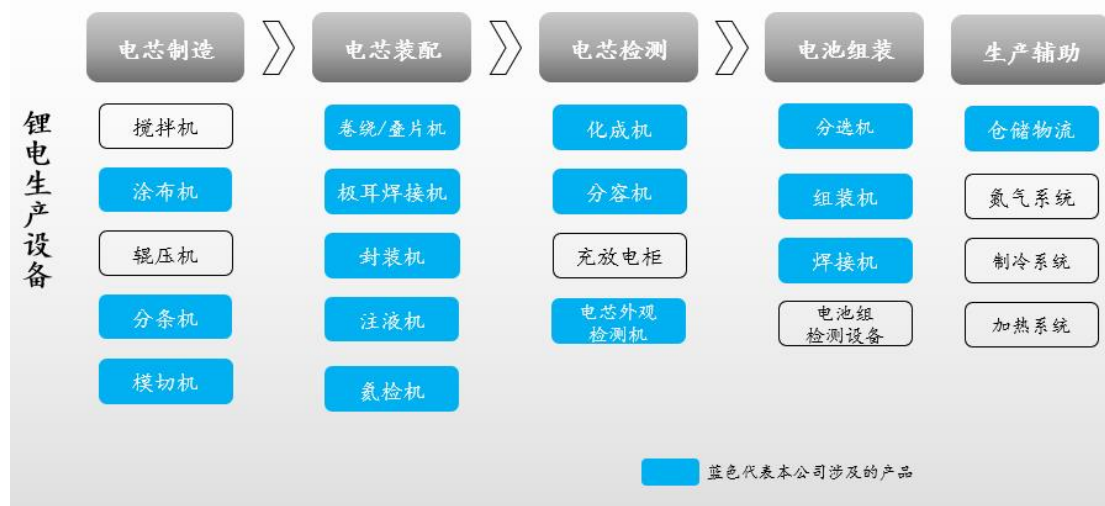 电芯制造
电芯装配
电芯检测
电池组装
生产辅助
锂电生产设备
搅拌机
卷绕/叠片机
化成机
分选机
仓储物流
涂布机
极耳焊接机
分容机
组装机
氮气系统
辊压机
封装机
充放电柜
焊接机
制冷系统
分条机
注液机
电芯外观
检测机
电池组
检测设备
加热系统
模切机
氦检机
蓝色代表本公司涉及的产品